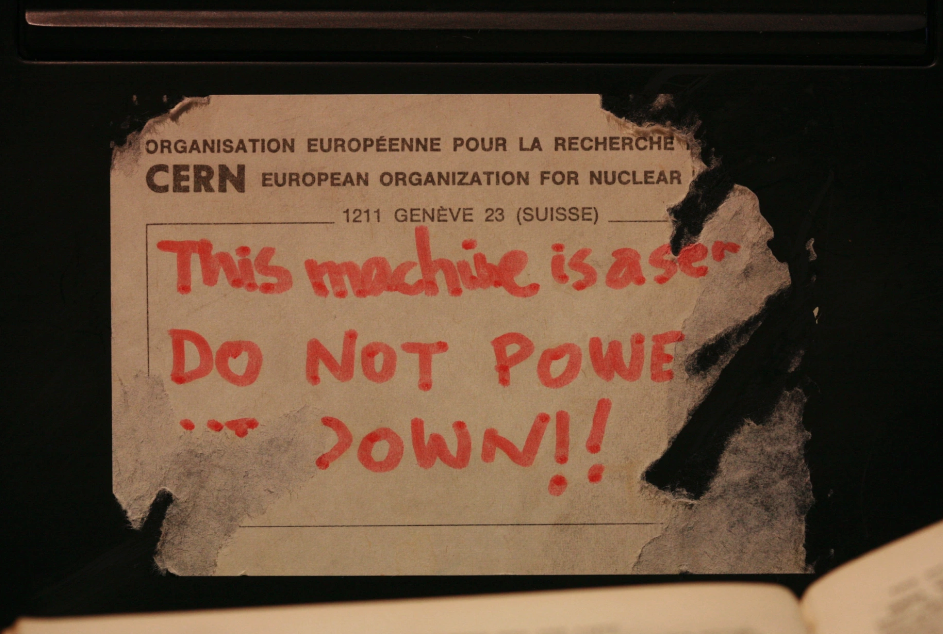 ORGANISATION EUROPÉENNE POUR LA RECHERCHE
CERN EUROPEAN ORGANIZATION FOR NUCLEAR
1211 GENÈVE 23 (SUISSE)
This machine is a ser
DO NOT POWE
DOWN!!